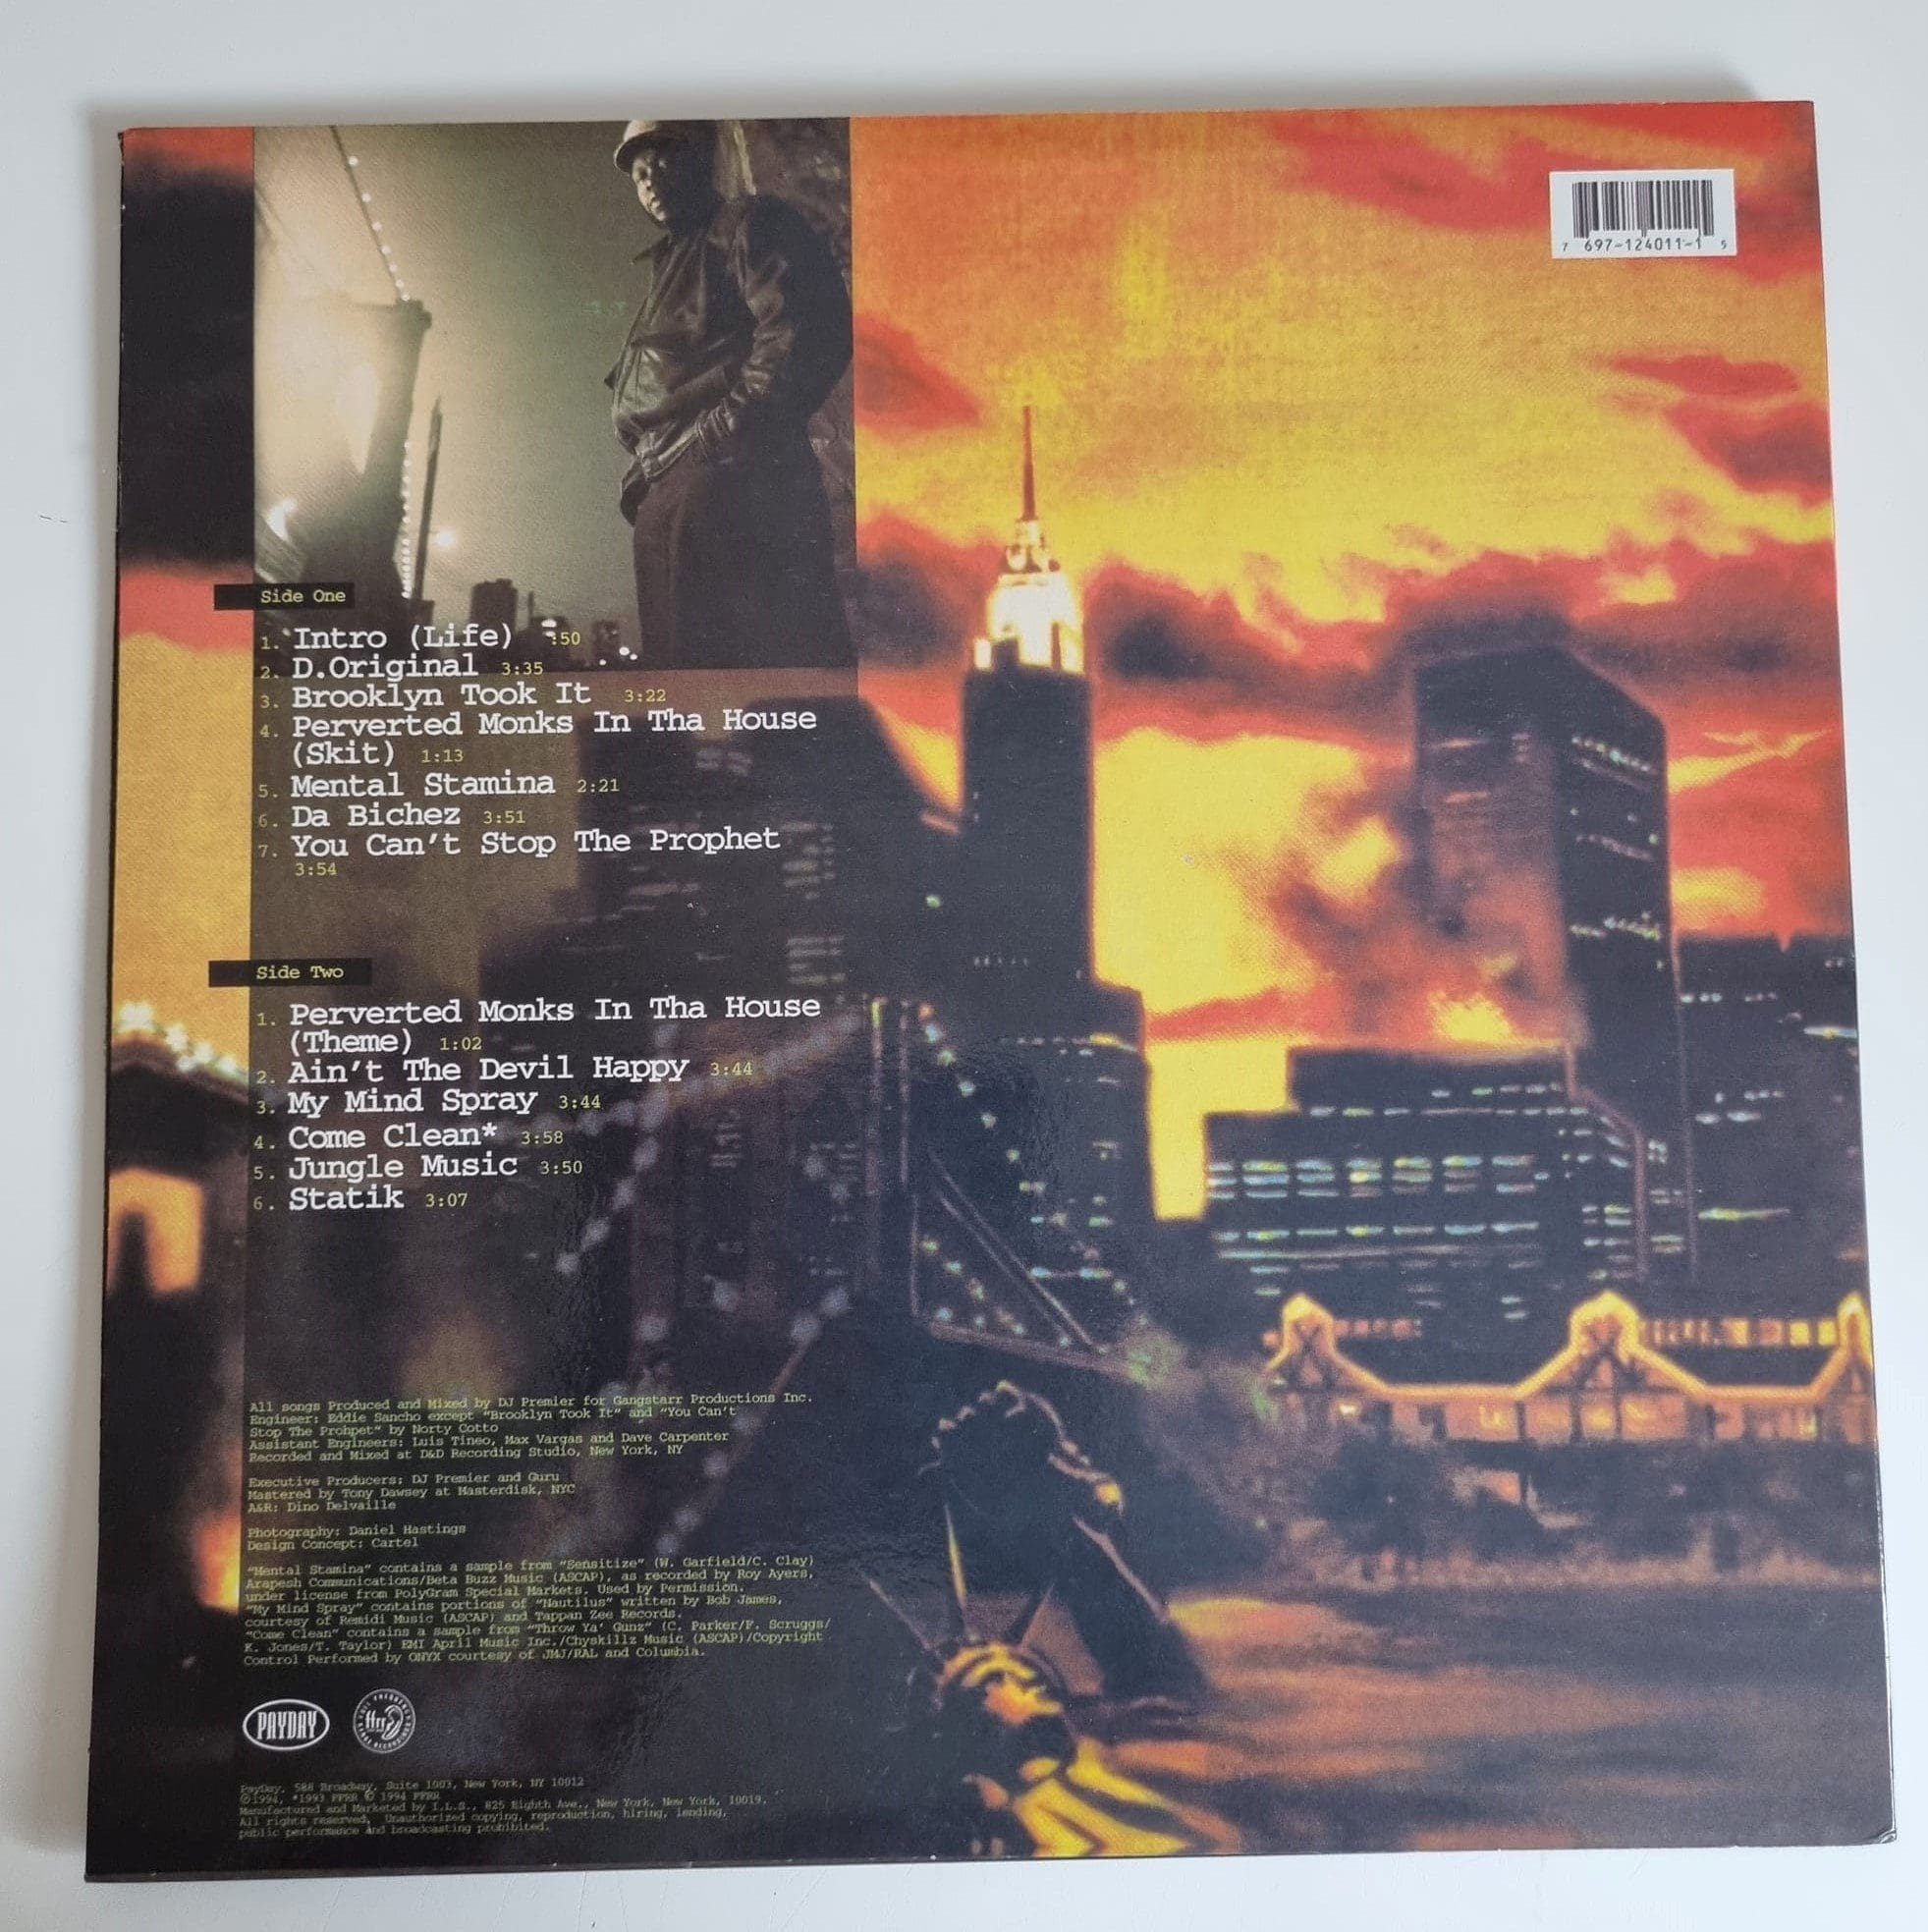 7 697-124011-1 5
Side One
1. Intro (Life) :50
2. D.Original 3:35
3. Brooklyn Took It 3:22
4. Perverted Monks In Tha House
(Skit) 1:13
5. Mental Stamina 2:21
6. Da Bichez 3:51
7. You Can't Stop The Prophet
3:54
Side Two
1. Perverted Monks In Tha House
(Theme) 1:02
2. Ain't The Devil Happy 3:44
3. My Mind Spray 3:44
4. Come Clean* 3:58
5. Jungle Music 3:50
6. Statik 3:07
All songs Produced and Mixed by DJ Premier for Gangstarr Productions Inc.
Engineer: Eddie Sancho except "Brooklyn Took It" and "You Can't
Stop The Prohpet" by Norty Cotto
Assistant Engineers: Luis Tineo, Max Vargas and Dave Carpenter
Recorded and Mixed at D&D Recording Studio, New York, NY
Executive Producers: DJ Premier and Guru
Mastered by Tony Dawsey at Masterdisk, NYC
A&R: Dino Delvaille
Photography: Daniel Hastings
Design Concept: Cartel
"Mental Stamina" contains a sample from "Sensitize" (W. Garfield/C. Clay)
Arapesh Communications/Beta Buzz Music (ASCAP), as recorded by Roy Ayers,
under license from PolyGram Special Markets. Used by Permission.
"My Mind Spray" contains portions of "Nautilus" written by Bob James,
courtesy of Remidi Music (ASCAP) and Tappan Zee Records.
"Come Clean" contains a sample from "Throw Ya' Gunz" (C. Parker/F. Scruggs/
K. Jones/T. Taylor) EMI April Music Inc./Chyskillz Music (ASCAP)/Copyright
Control Performed by ONYX courtesy of JMJ/RAL and Columbia.
PAYDAY
ffrr
PayDay, 588 Broadway, Suite 1003, New York, NY 10012
℗1994, *1993 FFRR © 1994 FFRR
Manufactured and Marketed by I.L.S., 825 Eighth Ave., New York, New York, 10019.
All rights reserved. Unauthorized copying, reproduction, hiring, lending,
public performance and broadcasting prohibited.